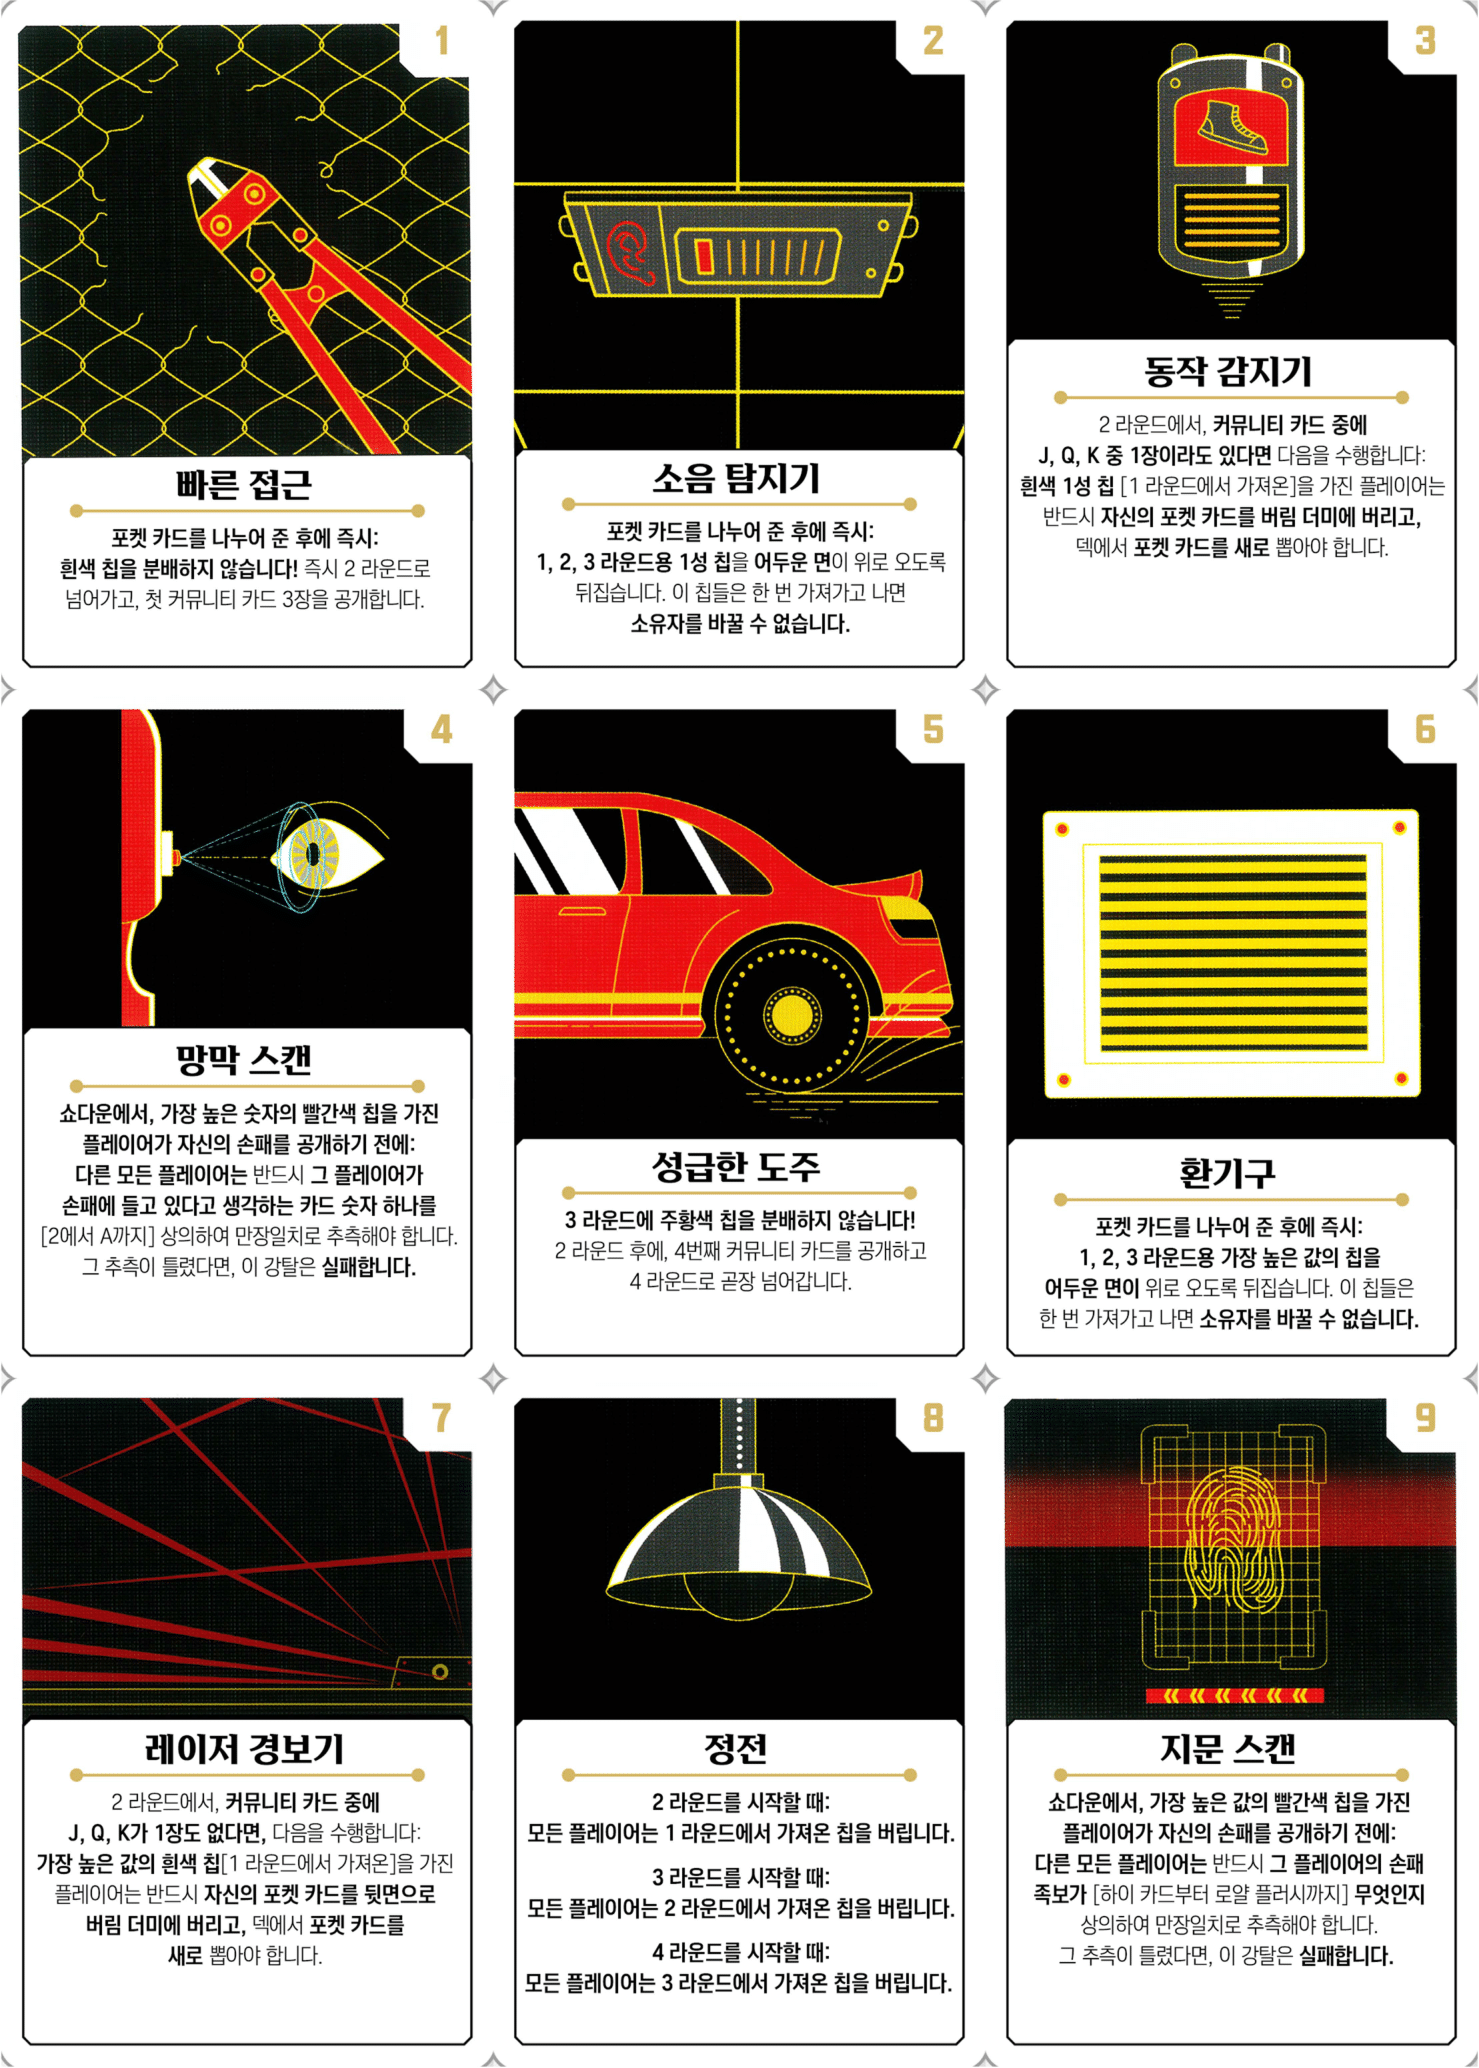 1
빠른 접근
포켓 카드를 나누어 준 후에 즉시:
흰색 칩을 분배하지 않습니다! 즉시 2 라운드로
넘어가고, 첫 커뮤니티 카드 3장을 공개합니다.
2
소음 탐지기
포켓 카드를 나누어 준 후에 즉시:
1, 2, 3 라운드용 1성 칩을 어두운 면이 위로 오도록
뒤집습니다. 이 칩들은 한 번 가져가고 나면
소유자를 바꿀 수 없습니다.
3
동작 감지기
2 라운드에서, 커뮤니티 카드 중에
J, Q, K 중 1장이라도 있다면 다음을 수행합니다:
흰색 1성 칩 [1 라운드에서 가져온]을 가진 플레이어는
반드시 자신의 포켓 카드를 버림 더미에 버리고,
덱에서 포켓 카드를 새로 뽑아야 합니다.
4
망막 스캔
쇼다운에서, 가장 높은 숫자의 빨간색 칩을 가진
플레이어가 자신의 손패를 공개하기 전에:
다른 모든 플레이어는 반드시 그 플레이어가
손패에 들고 있다고 생각하는 카드 숫자 하나를
[2에서 A까지] 상의하여 만장일치로 추측해야 합니다.
그 추측이 틀렸다면, 이 강탈은 실패합니다.
5
성급한 도주
3 라운드에 주황색 칩을 분배하지 않습니다!
2 라운드 후에, 4번째 커뮤니티 카드를 공개하고
4 라운드로 곧장 넘어갑니다.
6
환기구
포켓 카드를 나누어 준 후에 즉시:
1, 2, 3 라운드용 가장 높은 값의 칩을
어두운 면이 위로 오도록 뒤집습니다. 이 칩들은
한 번 가져가고 나면 소유자를 바꿀 수 없습니다.
7
레이저 경보기
2 라운드에서, 커뮤니티 카드 중에
J, Q, K가 1장도 없다면, 다음을 수행합니다:
가장 높은 값의 흰색 칩[1 라운드에서 가져온]을 가진
플레이어는 반드시 자신의 포켓 카드를 뒷면으로
버림 더미에 버리고, 덱에서 포켓 카드를
새로 뽑아야 합니다.
8
정전
2 라운드를 시작할 때:
모든 플레이어는 1 라운드에서 가져온 칩을 버립니다.
3 라운드를 시작할 때:
모든 플레이어는 2 라운드에서 가져온 칩을 버립니다.
4 라운드를 시작할 때:
모든 플레이어는 3 라운드에서 가져온 칩을 버립니다.
9
지문 스캔
쇼다운에서, 가장 높은 값의 빨간색 칩을 가진
플레이어가 자신의 손패를 공개하기 전에:
다른 모든 플레이어는 반드시 그 플레이어의 손패
족보가 [하이 카드부터 로얄 플러시까지] 무엇인지
상의하여 만장일치로 추측해야 합니다.
그 추측이 틀렸다면, 이 강탈은 실패합니다.